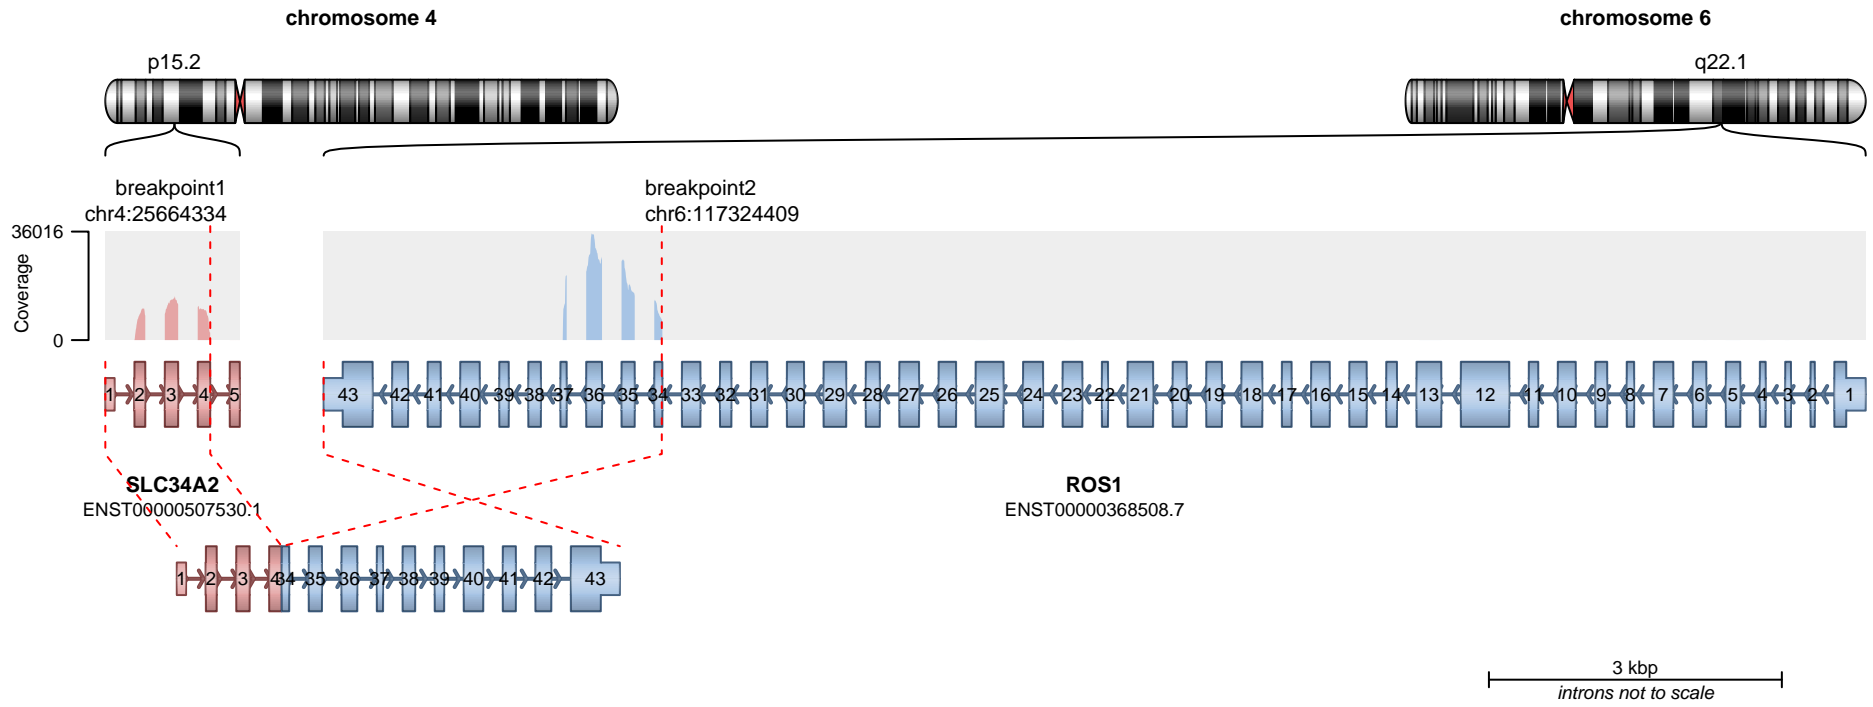 chromosome 4
chromosome 6
p15.2
q22.1
breakpoint1
chr4:25664334
breakpoint2
chr6:117324409
36016
Coverage
0
1 2 3 4 5
43 42 41 40 39 38 37 36 35 34 33 32 31 30 29 28 27 26 25 24 23 22 21 20 19 18 17 16 15 14 13 12 11 10 9 8 7 6 5 4 3 2 1
SLC34A2
ENST00000507530.1
ROS1
ENST00000368508.7
1 2 3 4 34 35 36 37 38 39 40 41 42 43
3 kbp
introns not to scale